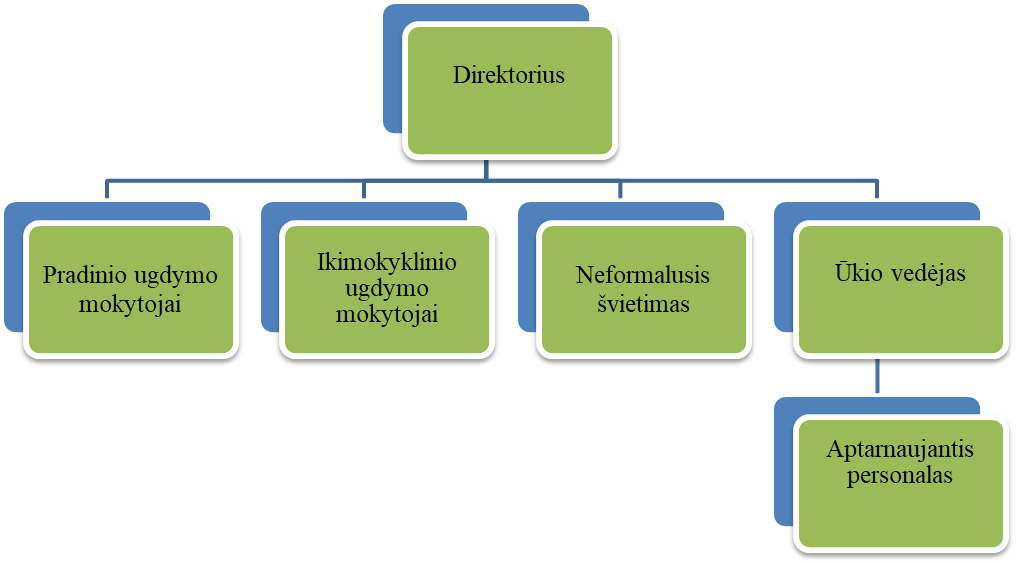 Direktorius
Pradinio ugdymo
mokytojai
Ikimokyklinio
ugdymo
mokytojai
Neformalusis
švietimas
Ūkio vedėjas
Aptarnaujantis
personalas